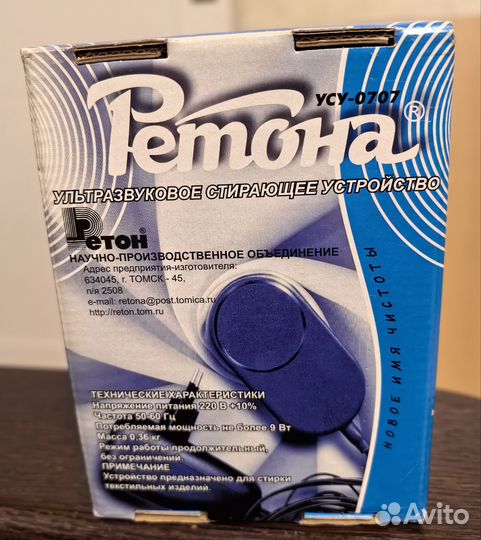 Ретона®
УСУ-0707
УЛЬТРАЗВУКОВОЕ СТИРАЮЩЕЕ УСТРОЙСТВО
Ретон®
НАУЧНО-ПРОИЗВОДСТВЕННОЕ ОБЪЕДИНЕНИЕ
Адрес предприятия-изготовителя:
634045, г. ТОМСК - 45,
п/я 2508
e-mail: retona@post.tomica.ru
http://reton.tom.ru
НОВОЕ ИМЯ ЧИСТОТЫ
ТЕХНИЧЕСКИЕ ХАРАКТЕРИСТИКИ
Напряжение питания 220 В +10%
Частота 50-60 Гц
Потребляемая мощность не более 9 Вт
Масса 0,36 кг
Режим работы продолжительный,
без ограничений
ПРИМЕЧАНИЕ
Устройство предназначено для стирки
текстильных изделий.
Avito